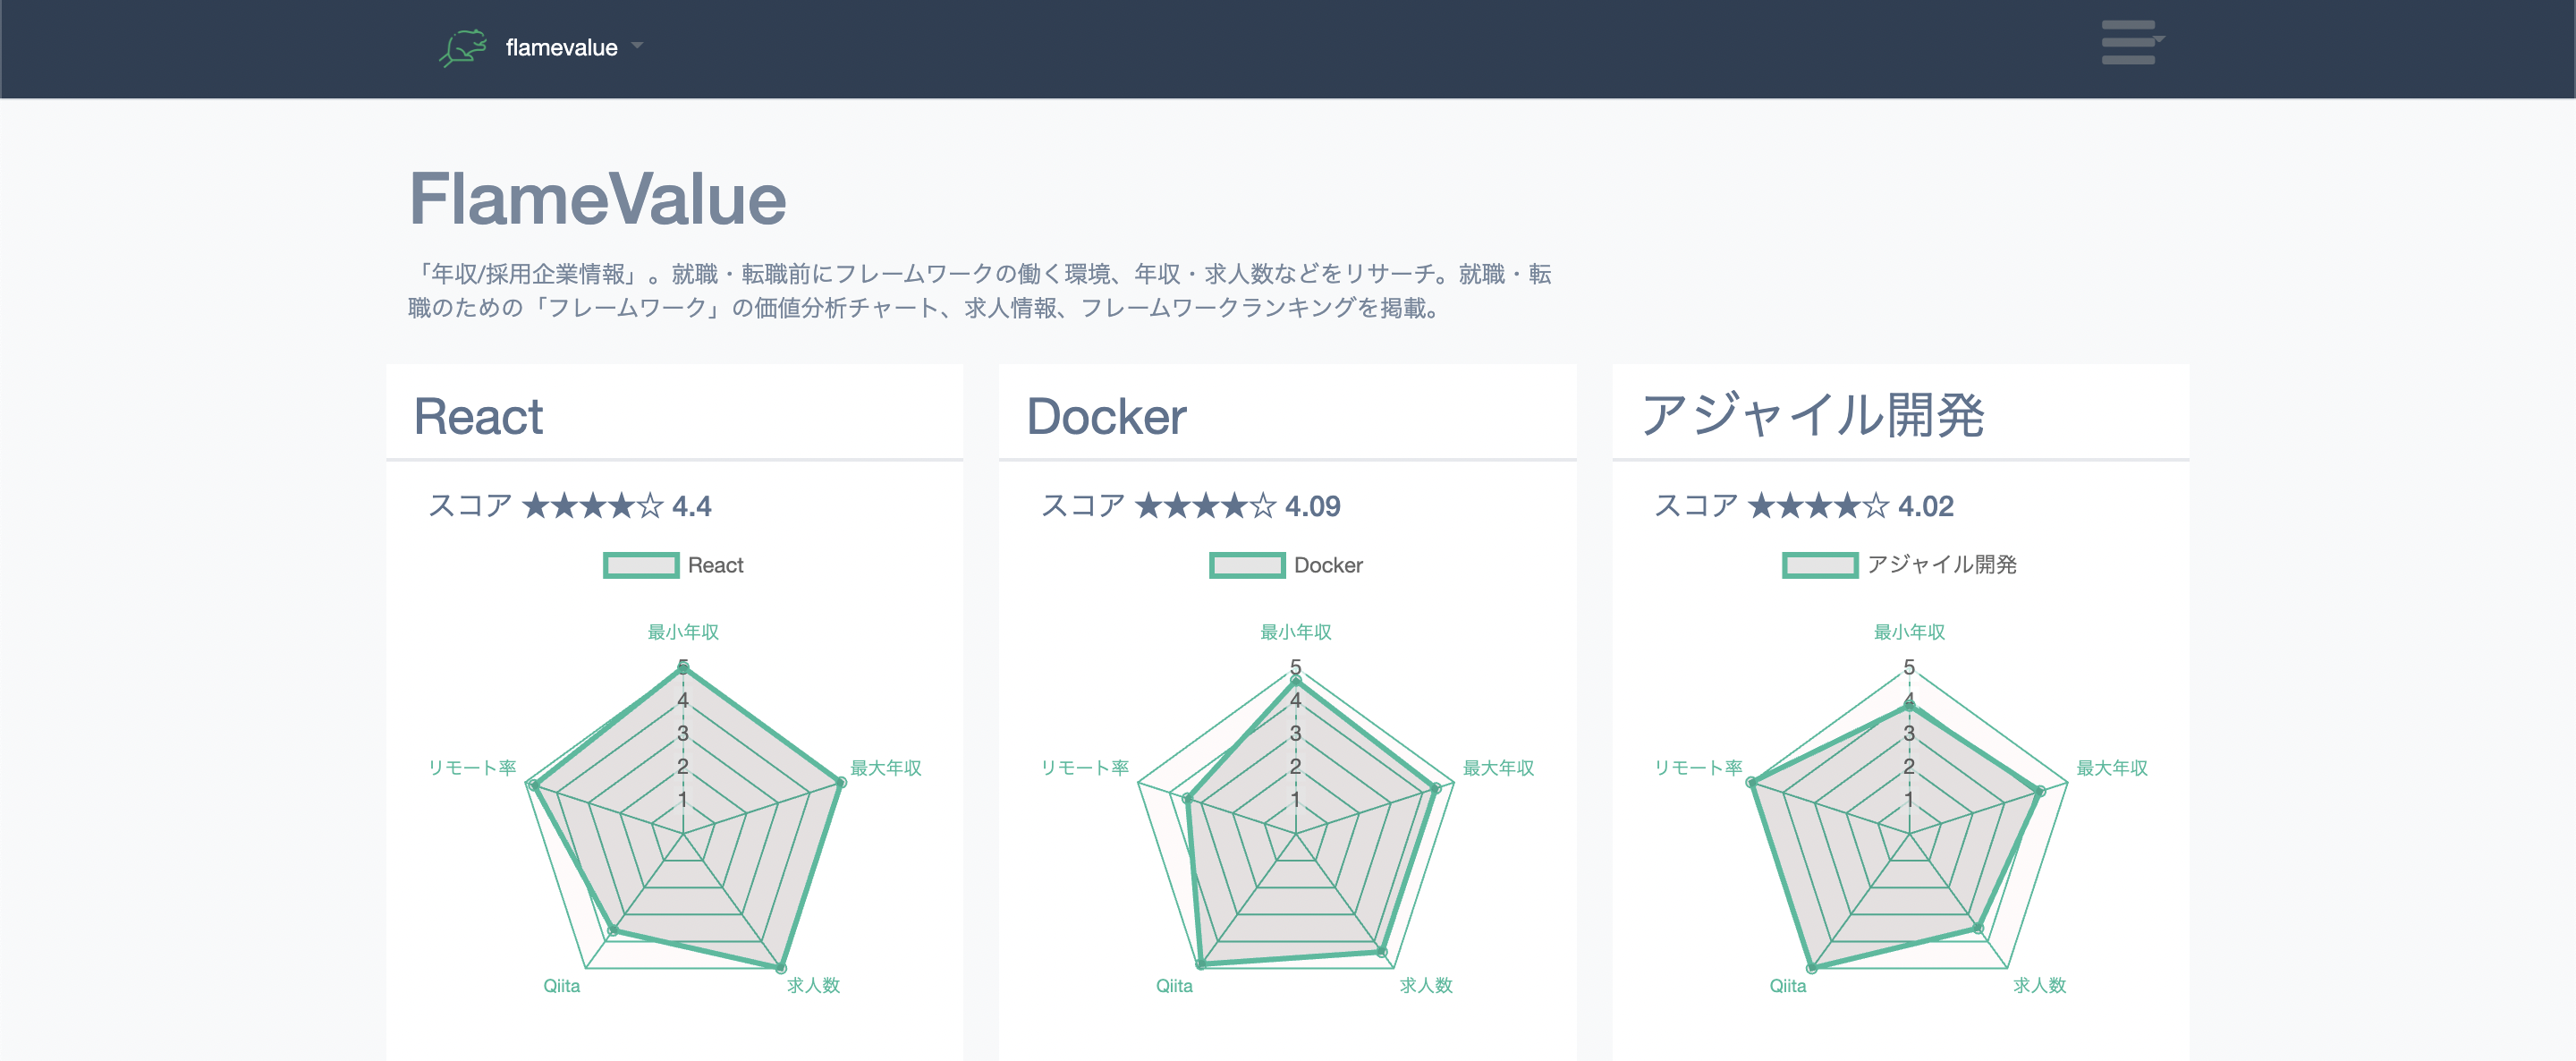 flamevalue
FlameValue
「年収/採用企業情報」。就職・転職前にフレームワークの働く環境、年収・求人数などをリサーチ。就職・転
職のための「フレームワーク」の価値分析チャート、求人情報、フレームワークランキングを掲載。
React
スコア ★★★★☆ 4.4
React
最小年収
5
4
3
2
1
リモート率
最大年収
Qiita
求人数
Docker
スコア ★★★★☆ 4.09
Docker
最小年収
5
4
3
2
1
リモート率
最大年収
Qiita
求人数
アジャイル開発
スコア ★★★★☆ 4.02
アジャイル開発
最小年収
5
4
3
2
1
リモート率
最大年収
Qiita
求人数